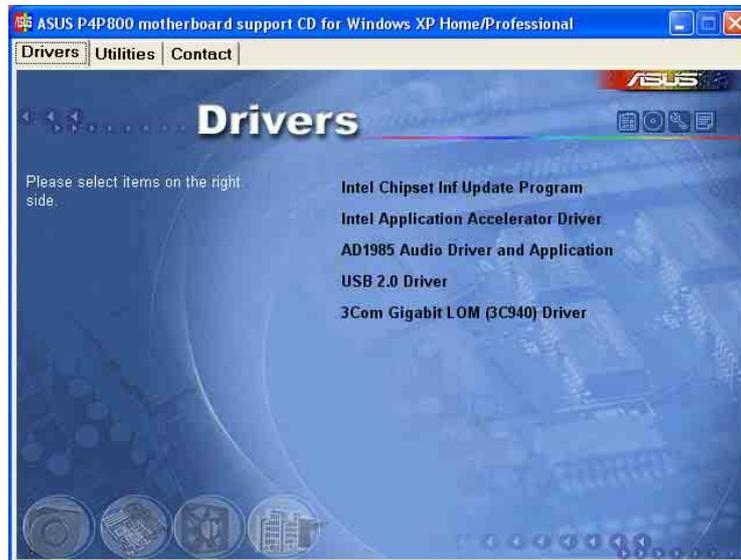 ASUS P4P800 motherboard support CD for Windows XP Home/Professional
Drivers Utilities Contact
ASUS
Drivers
Please select items on the right
side.
Intel Chipset Inf Update Program
Intel Application Accelerator Driver
AD1985 Audio Driver and Application
USB 2.0 Driver
3Com Gigabit LOM (3C940) Driver